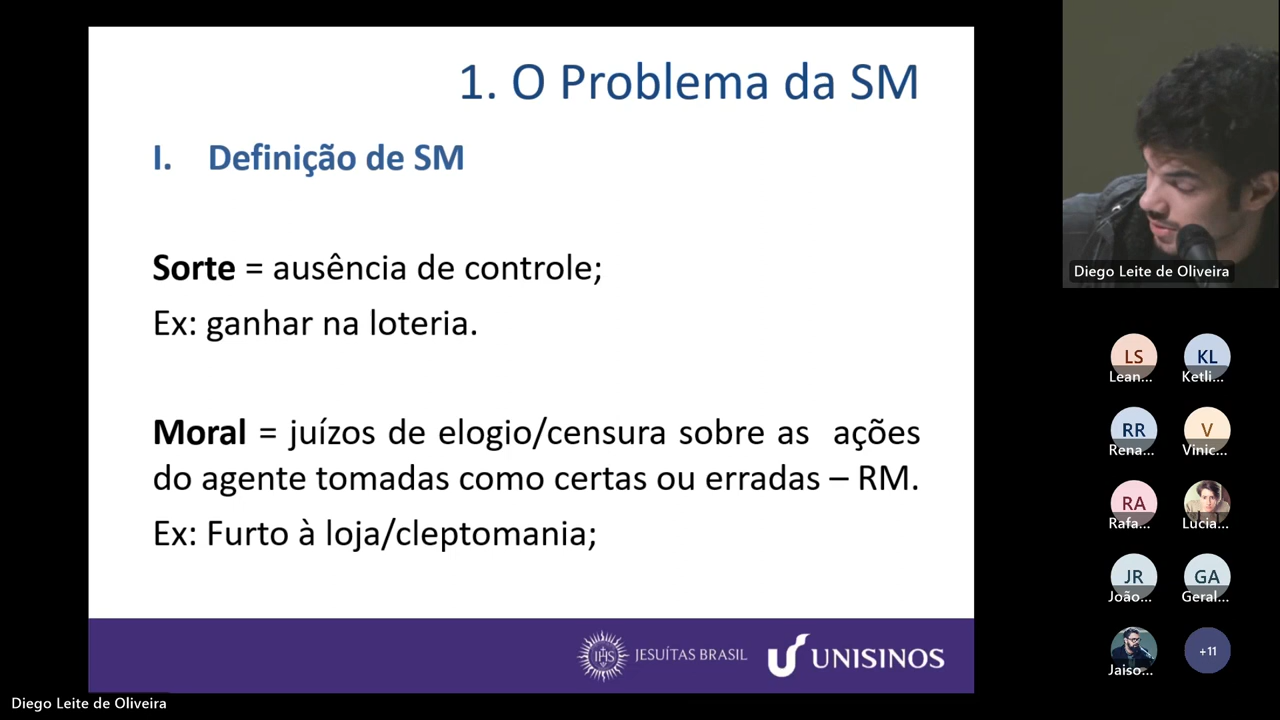 1. O Problema da SM
I. Definição de SM
Sorte = ausência de controle;
Ex: ganhar na loteria.
Moral = juízos de elogio/censura sobre as ações
do agente tomadas como certas ou erradas – RM.
Ex: Furto à loja/cleptomania;
IHS JESUÍTAS BRASIL UNISINOS
Diego Leite de Oliveira
Diego Leite de Oliveira
LS KL
Lean... Ketli...
RR V
Rena... Vinic...
RA
Rafa... Lucia...
JR GA
João... Geral...
+11
Jaiso...